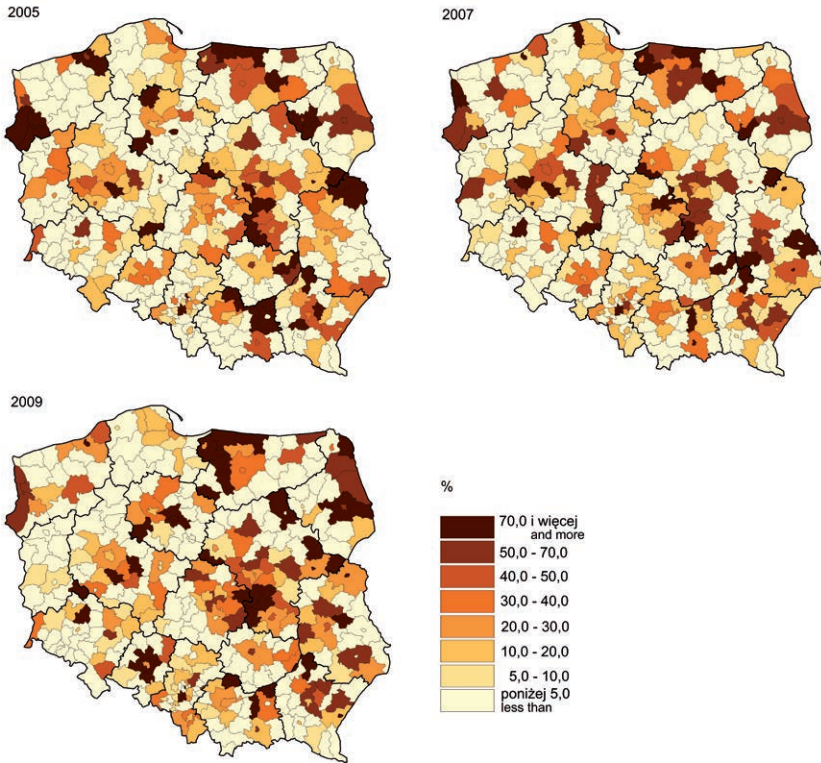 2005
2007
2009
%
70,0 i więcej
and more
50,0 - 70,0
40,0 - 50,0
30,0 - 40,0
20,0 - 30,0
10,0 - 20,0
5,0 - 10,0
poniżej 5,0
less than